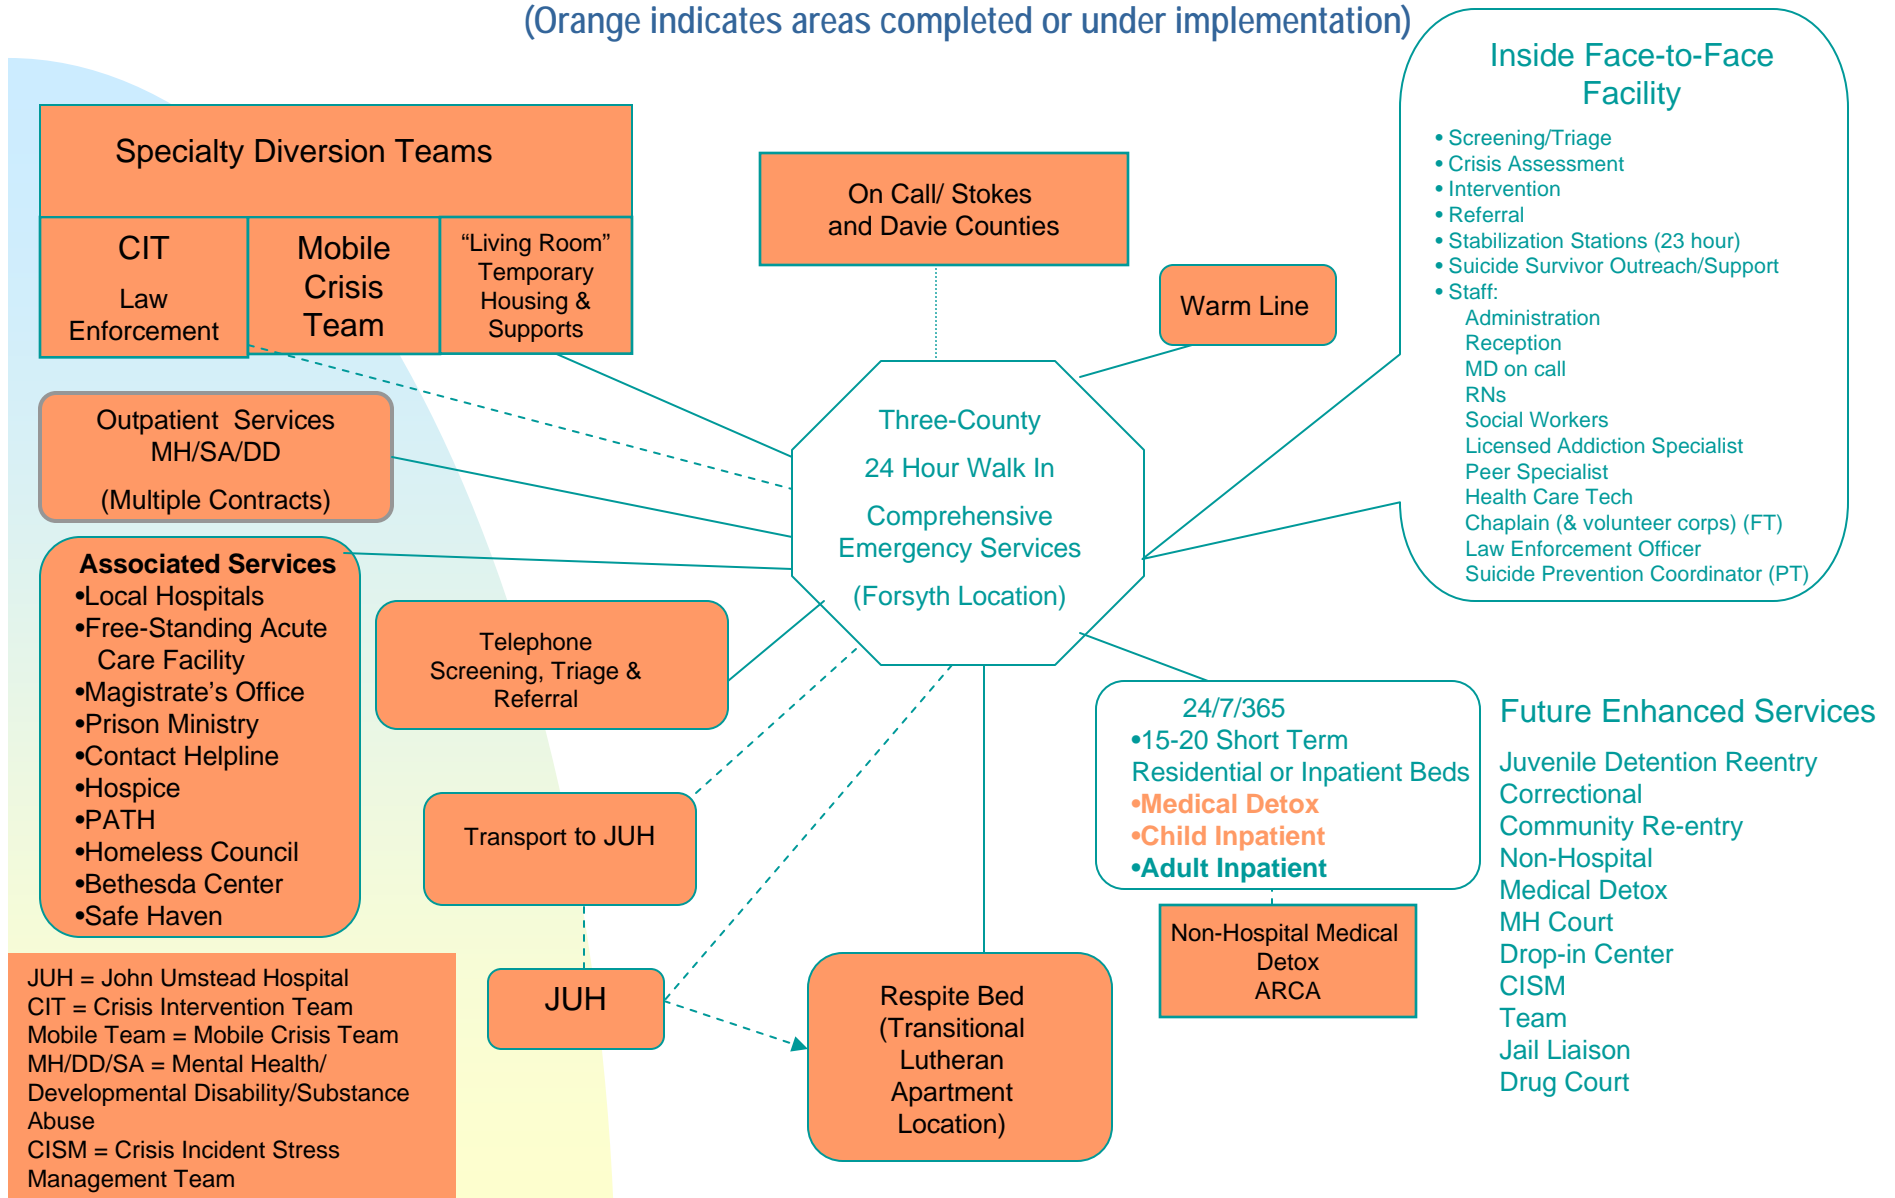 (Orange indicates areas completed or under implementation)
Specialty Diversion Teams
CIT
Law
Enforcement
Mobile
Crisis
Team
“Living Room”
Temporary
Housing &
Supports
On Call/ Stokes
and Davie Counties
Warm Line
Inside Face-to-Face
Facility
• Screening/Triage
• Crisis Assessment
• Intervention
• Referral
• Stabilization Stations (23 hour)
• Suicide Survivor Outreach/Support
• Staff:
Administration
Reception
MD on call
RNs
Social Workers
Licensed Addiction Specialist
Peer Specialist
Health Care Tech
Chaplain (& volunteer corps) (FT)
Law Enforcement Officer
Suicide Prevention Coordinator (PT)
Outpatient Services
MH/SA/DD
(Multiple Contracts)
Three-County
24 Hour Walk In
Comprehensive
Emergency Services
(Forsyth Location)
Associated Services
•Local Hospitals
•Free-Standing Acute
Care Facility
•Magistrate’s Office
•Prison Ministry
•Contact Helpline
•Hospice
•PATH
•Homeless Council
•Bethesda Center
•Safe Haven
Telephone
Screening, Triage &
Referral
Transport to JUH
JUH
24/7/365
•15-20 Short Term
Residential or Inpatient Beds
•Medical Detox
•Child Inpatient
•Adult Inpatient
Non-Hospital Medical
Detox
ARCA
Respite Bed
(Transitional
Lutheran
Apartment
Location)
Future Enhanced Services
Juvenile Detention Reentry
Correctional
Community Re-entry
Non-Hospital
Medical Detox
MH Court
Drop-in Center
CISM
Team
Jail Liaison
Drug Court
JUH = John Umstead Hospital
CIT = Crisis Intervention Team
Mobile Team = Mobile Crisis Team
MH/DD/SA = Mental Health/
Developmental Disability/Substance
Abuse
CISM = Crisis Incident Stress
Management Team